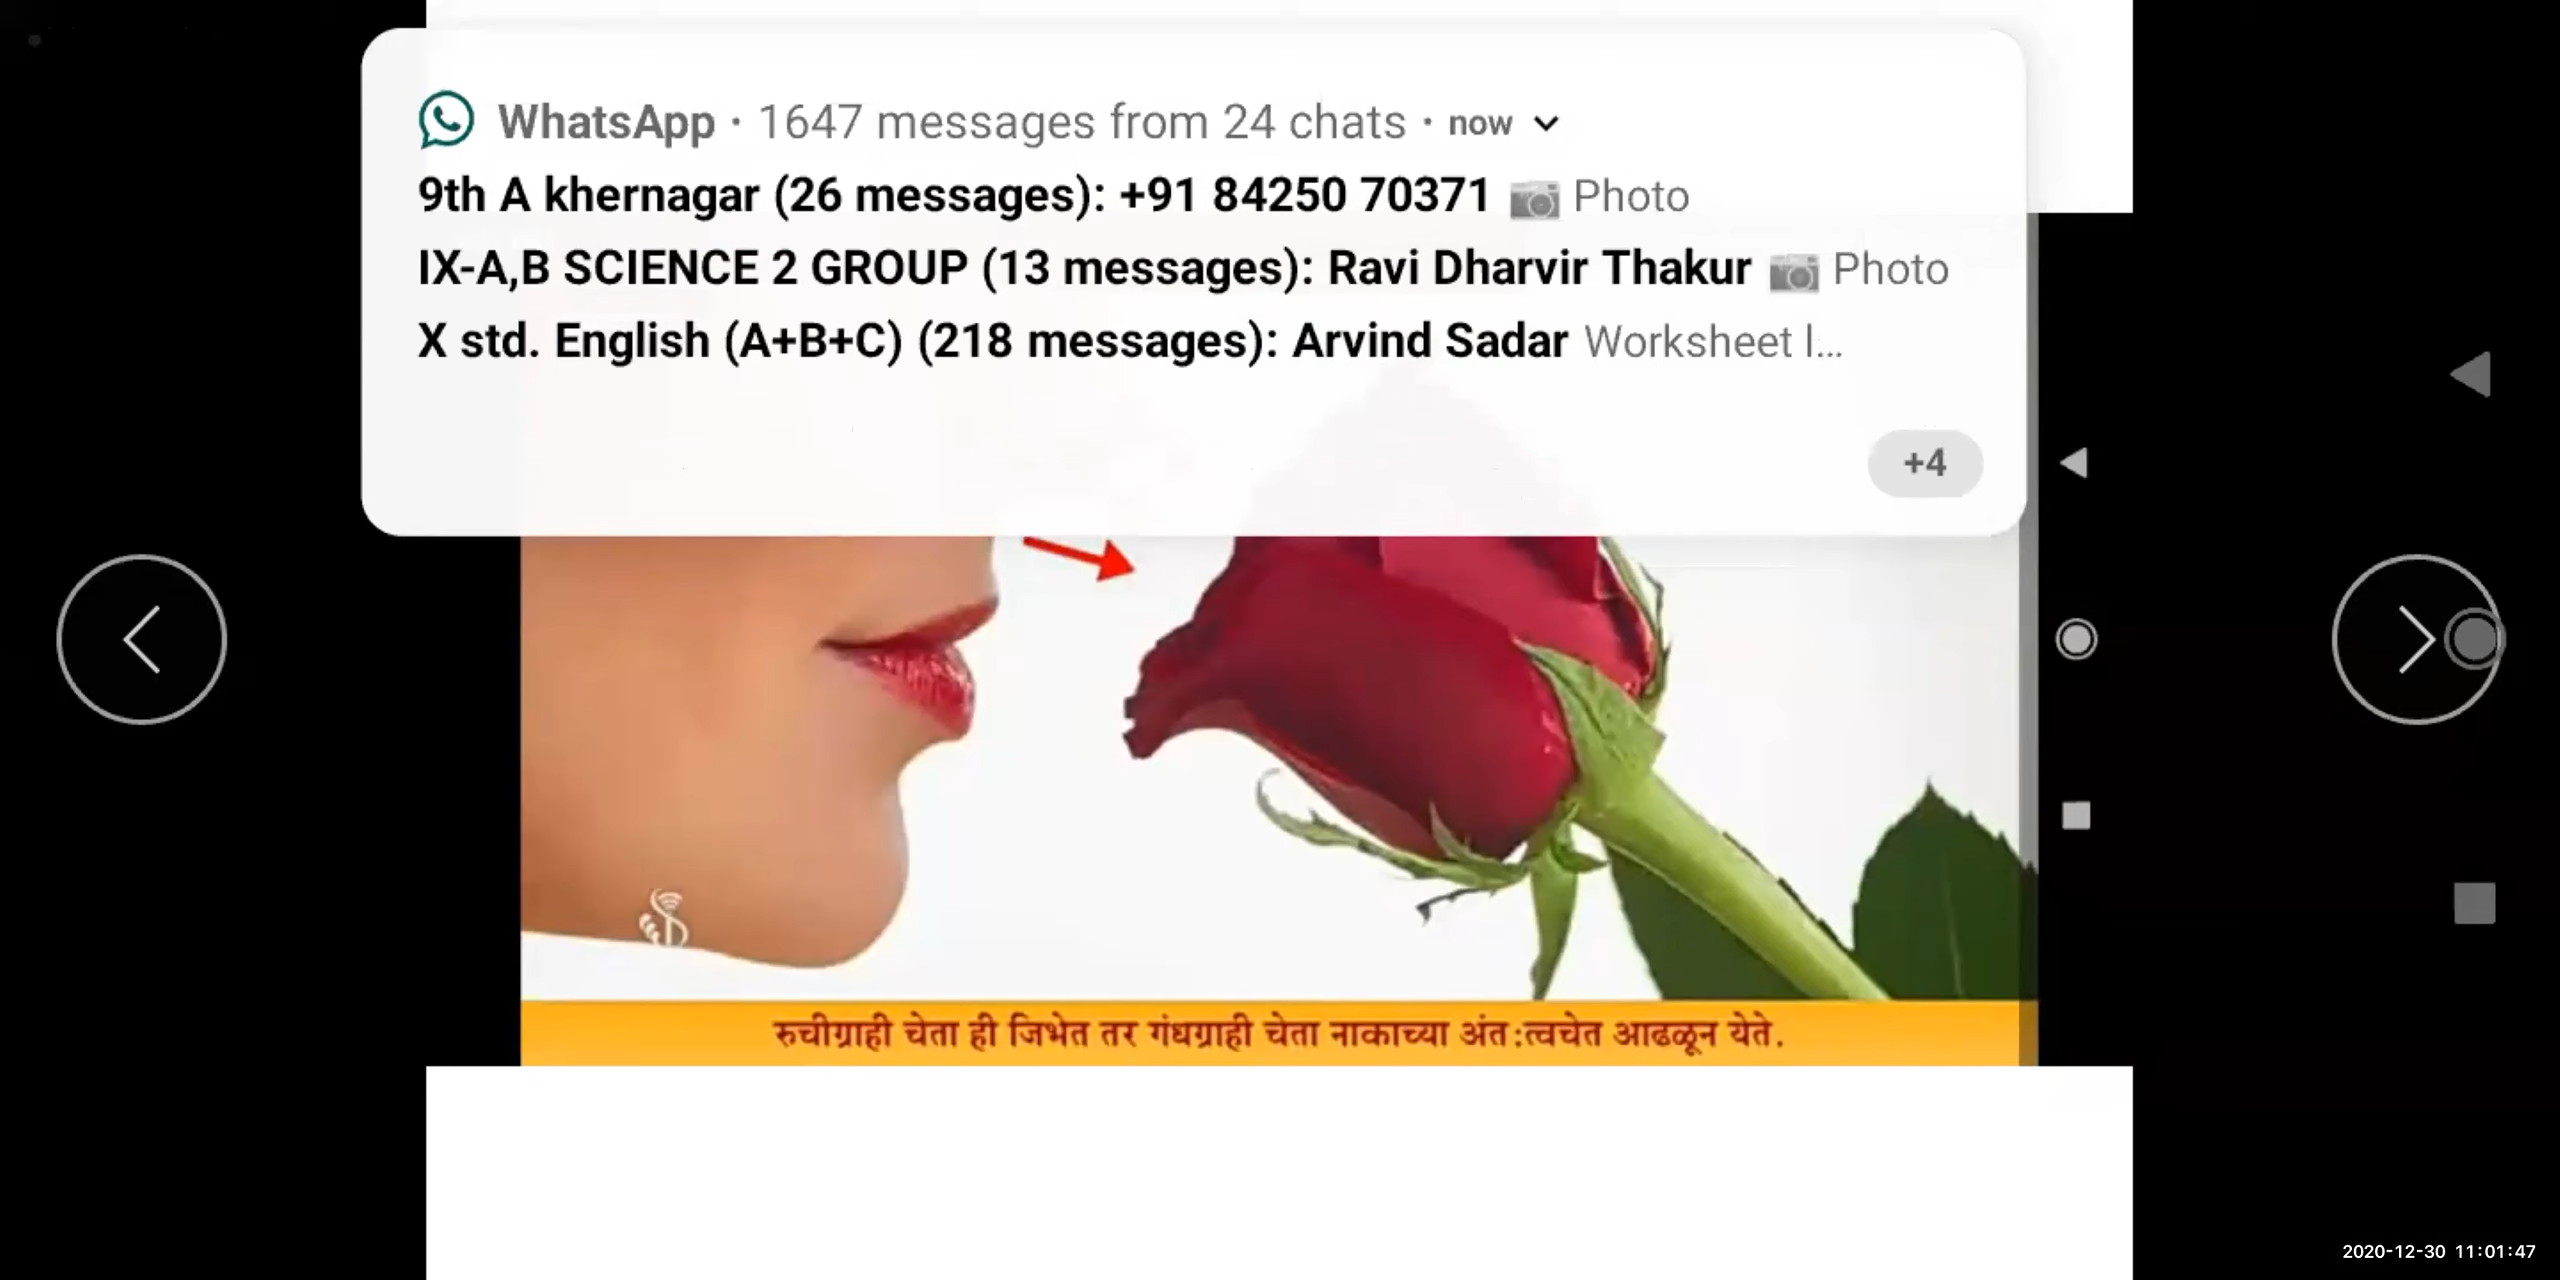 WhatsApp · 1647 messages from 24 chats · now
9th A khernagar (26 messages): +91 84250 70371 📷 Photo
IX-A,B SCIENCE 2 GROUP (13 messages): Ravi Dharvir Thakur 📷 Photo
X std. English (A+B+C) (218 messages): Arvind Sadar Worksheet l...
+4
रुचीग्राही चेता ही जिभेत तर गंधग्राही चेता नाकाच्या अंत:त्वचेत आढळून येते.
2020-12-30 11:01:47